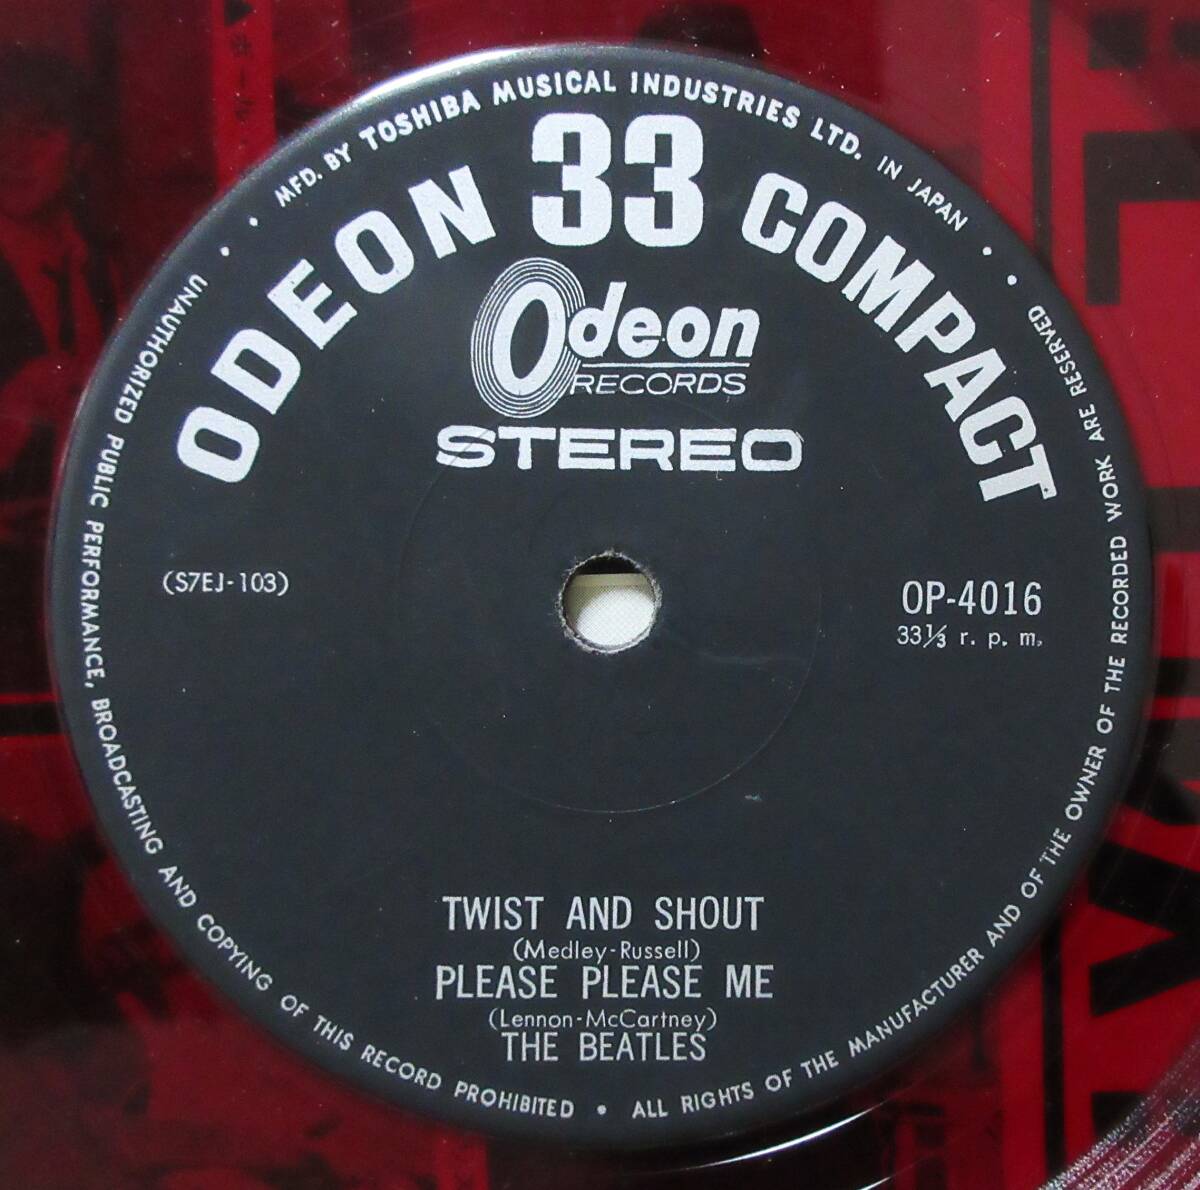 MFD. BY TOSHIBA MUSICAL INDUSTRIES LTD. IN JAPAN
ODEON 33 COMPACT
Odeon
RECORDS
STEREO
(S7EJ-103)
OP-4016
33⅓ r. p. m.
TWIST AND SHOUT
(Medley-Russell)
PLEASE PLEASE ME
(Lennon-McCartney)
THE BEATLES
UNAUTHORIZED PUBLIC PERFORMANCE, BROADCASTING AND COPYING OF THIS RECORD PROHIBITED • ALL RIGHTS OF THE MANUFACTURER AND OF THE OWNER OF THE RECORDED WORK ARE RESERVED